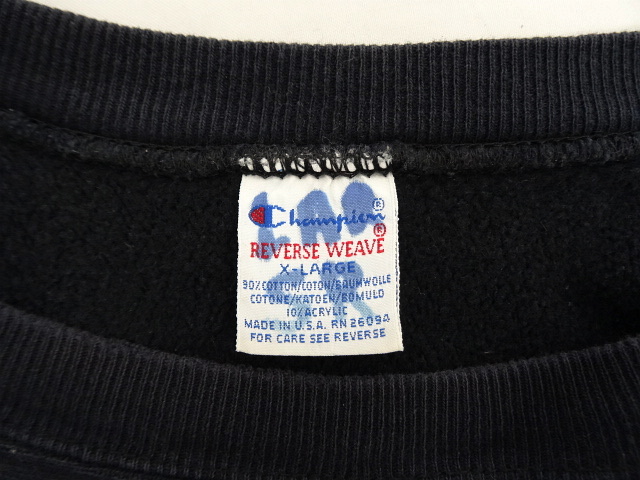 Champion®
REVERSE WEAVE®
X-LARGE
90% COTTON/COTON/BAUMWOLLE
COTONE/KATOEN/BOMULD
10% ACRYLIC
MADE IN U.S.A. RN 26094
FOR CARE SEE REVERSE